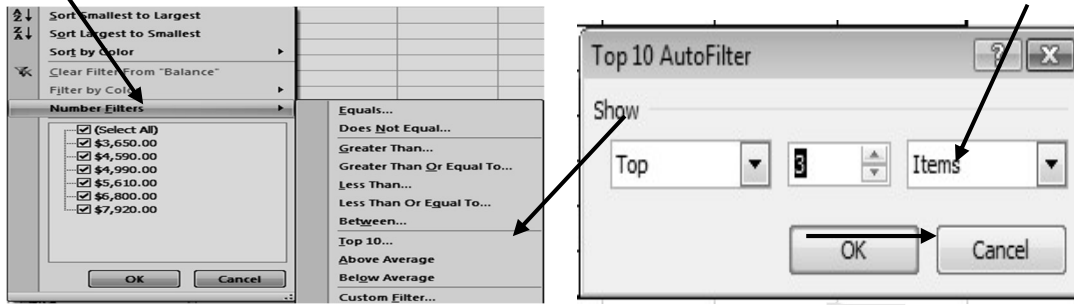 Sort Smallest to Largest
Sort Largest to Smallest
Sort by Color
Clear Filter From "Balance"
Filter by Color
Number Filters
(Select All)
$3,650.00
$4,590.00
$4,990.00
$5,610.00
$6,800.00
$7,920.00
OK Cancel
Equals...
Does Not Equal...
Greater Than...
Greater Than Or Equal To...
Less Than...
Less Than Or Equal To...
Between...
Top 10...
Above Average
Below Average
Custom Filter...
Top 10 AutoFilter
Show
Top 3 Items
OK Cancel